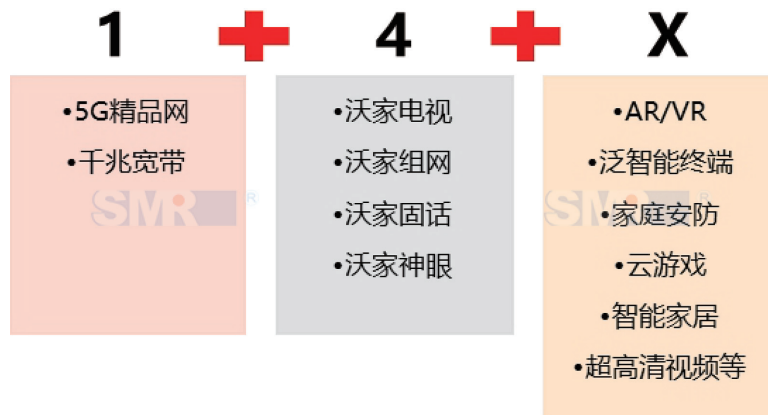 1 + 4 + X
•5G精品网
•千兆宽带
SMR®
•沃家电视
•沃家组网
•沃家固话
•沃家神眼
•AR/VR
•泛智能终端
•家庭安防
•云游戏
•智能家居
•超高清视频等
SMR®